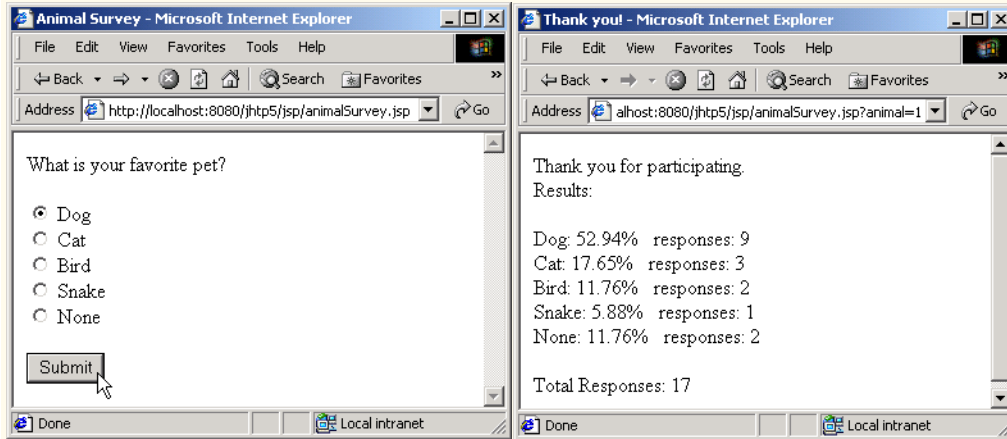 Animal Survey - Microsoft Internet Explorer
File Edit View Favorites Tools Help
Back Search Favorites »
Address http://localhost:8080/jhtp5/jsp/animalSurvey.jsp Go
What is your favorite pet?
Dog
Cat
Bird
Snake
None
Submit
Done Local intranet
Thank you! - Microsoft Internet Explorer
File Edit View Favorites Tools Help
Back Search Favorites »
Address alhost:8080/jhtp5/jsp/animalSurvey.jsp?animal=1 Go
Thank you for participating.
Results:
Dog: 52.94% responses: 9
Cat: 17.65% responses: 3
Bird: 11.76% responses: 2
Snake: 5.88% responses: 1
None: 11.76% responses: 2
Total Responses: 17
Done Local intranet